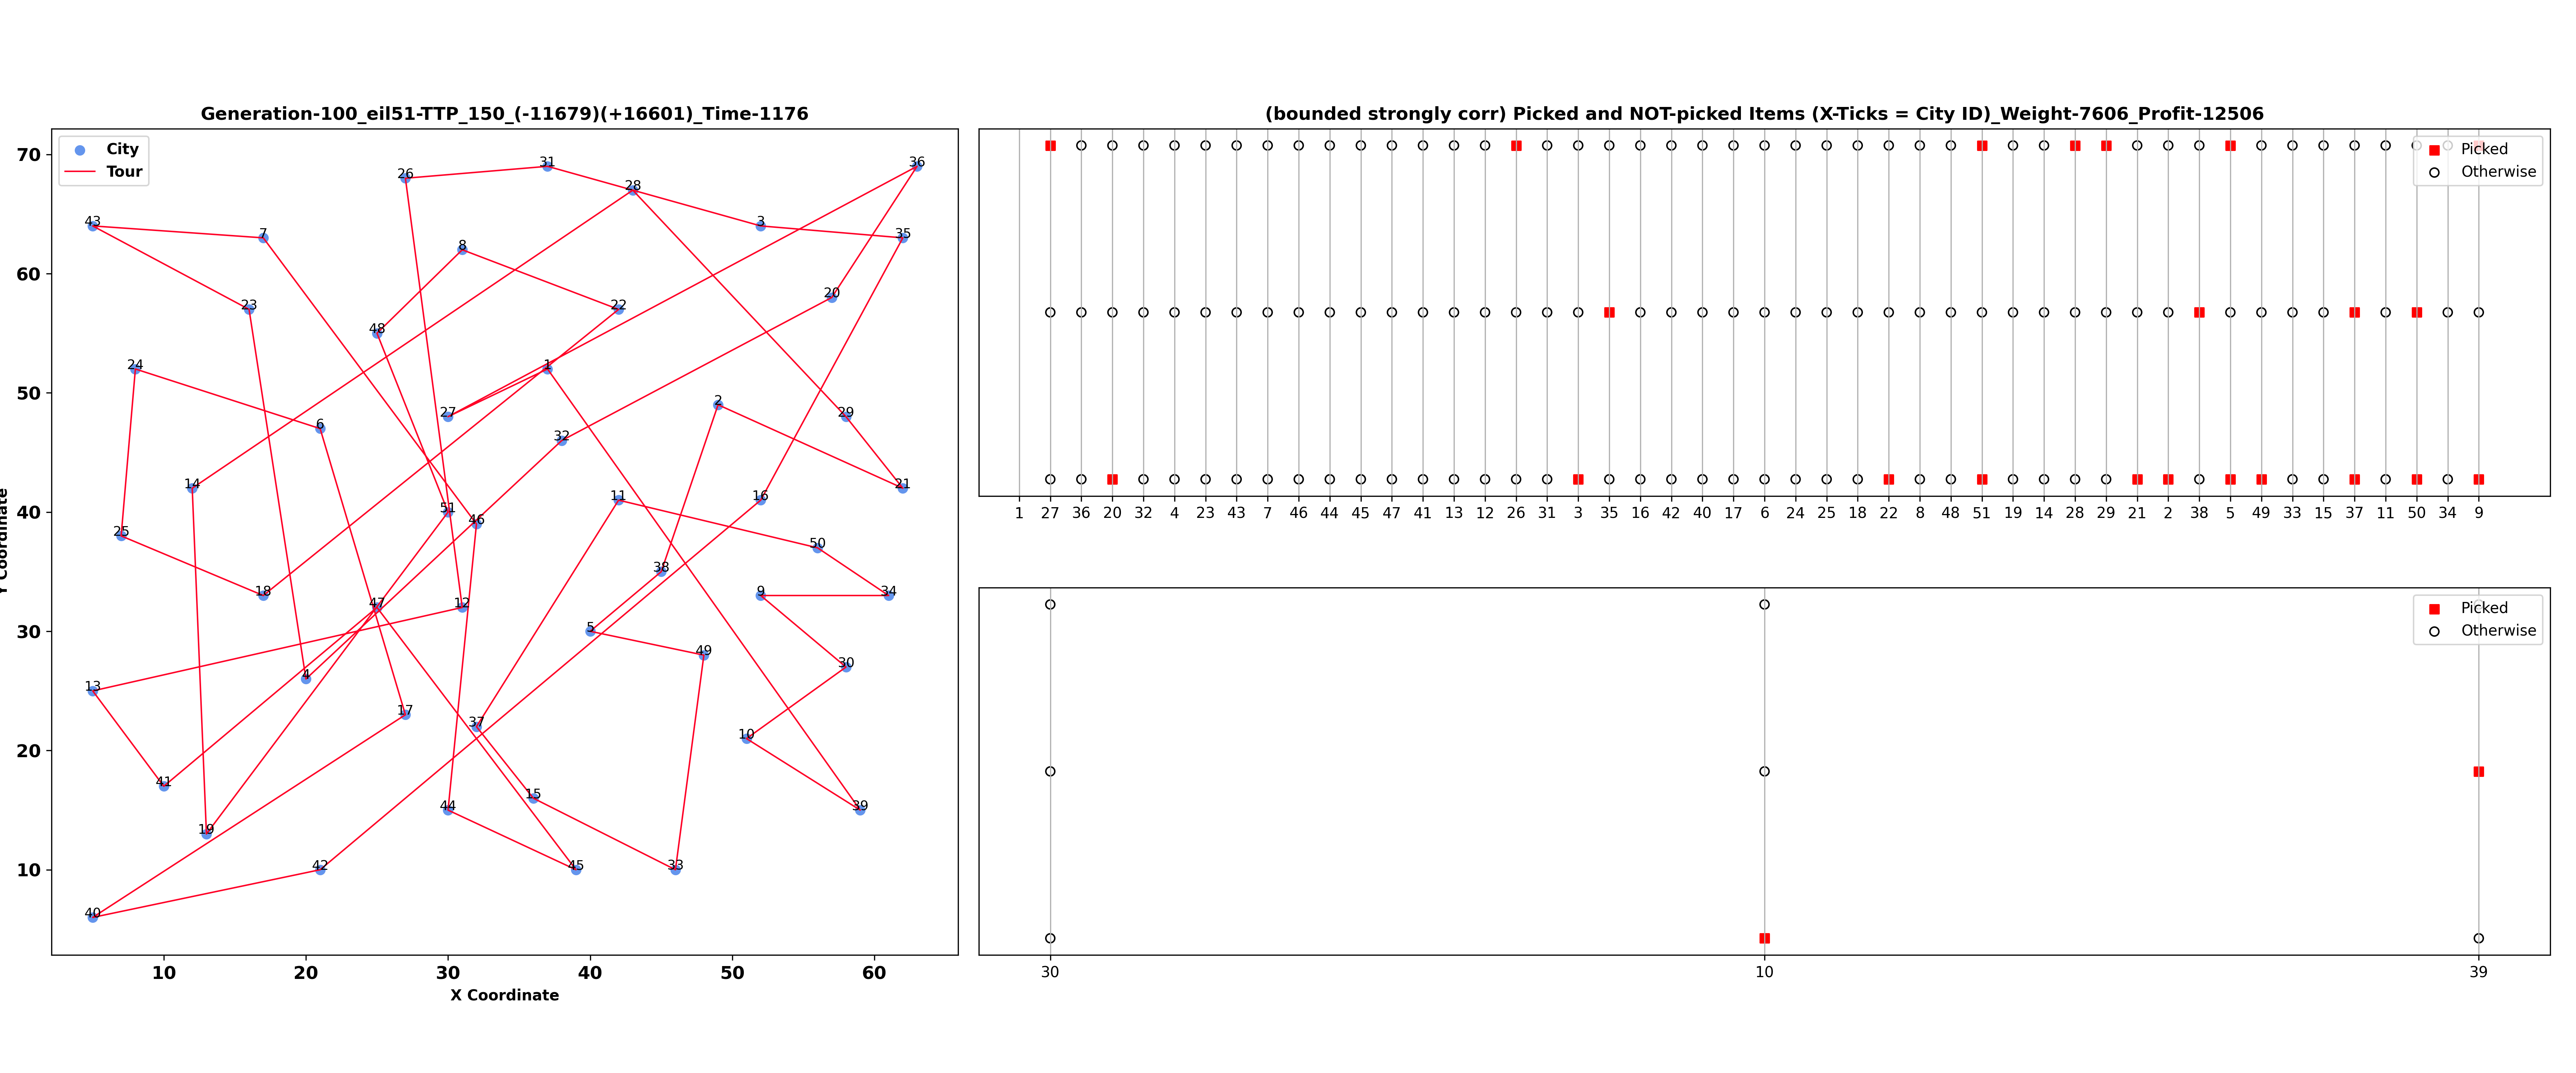 Generation-100_eil51-TTP_150_(-11679)(+16601)_Time-1176
City
Tour
70
60
50
40
30
20
10
10 20 30 40 50 60
X Coordinate
Y Coordinate
26 31 36
28
43 7 3 35
8
23 22 20
48
24 1
27 2 29
6 32
14 11 16 21
51 46
25 38 50
18 47 12 9 34
5
49 30
13 4
17 37 10
41
19 44 15 39
42 45 33
40
(bounded strongly corr) Picked and NOT-picked Items (X-Ticks = City ID)_Weight-7606_Profit-12506
Picked
Otherwise
1 27 36 20 32 4 23 43 7 46 44 45 47 41 13 12 26 31 3 35 16 42 40 17 6 24 25 18 22 8 48 51 19 14 28 29 21 2 38 5 49 33 15 37 11 50 34 9
Picked
Otherwise
30 10 39